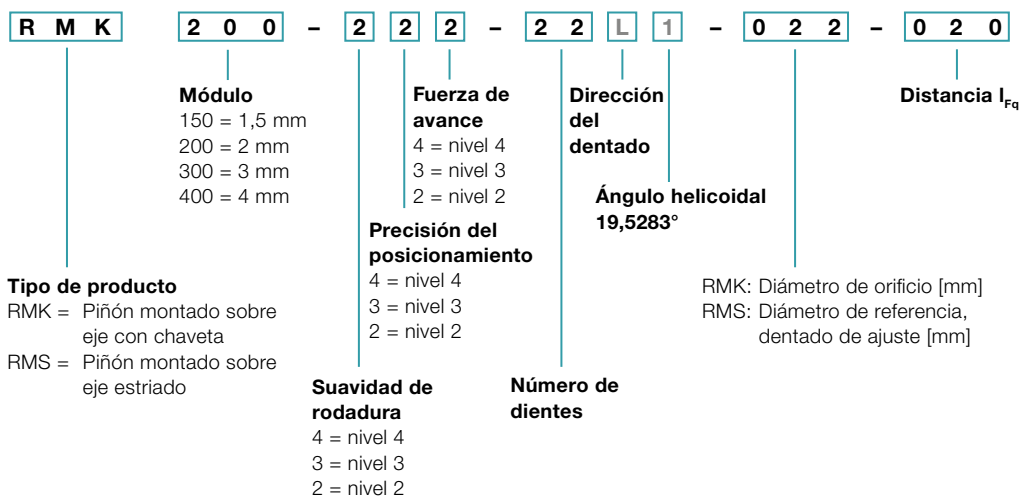 R M K 2 0 0 – 2 2 2 – 2 2 L 1 – 0 2 2 – 0 2 0
Módulo
150 = 1,5 mm
200 = 2 mm
300 = 3 mm
400 = 4 mm
Fuerza de
avance
4 = nivel 4
3 = nivel 3
2 = nivel 2
Dirección
del
dentado
Distancia lFq
Ángulo helicoidal
19,5283°
Precisión del
posicionamiento
4 = nivel 4
3 = nivel 3
2 = nivel 2
Tipo de producto
RMK = Piñón montado sobre
eje con chaveta
RMS = Piñón montado sobre
eje estriado
RMK: Diámetro de orificio [mm]
RMS: Diámetro de referencia,
dentado de ajuste [mm]
Suavidad de
rodadura
4 = nivel 4
3 = nivel 3
2 = nivel 2
Número de
dientes